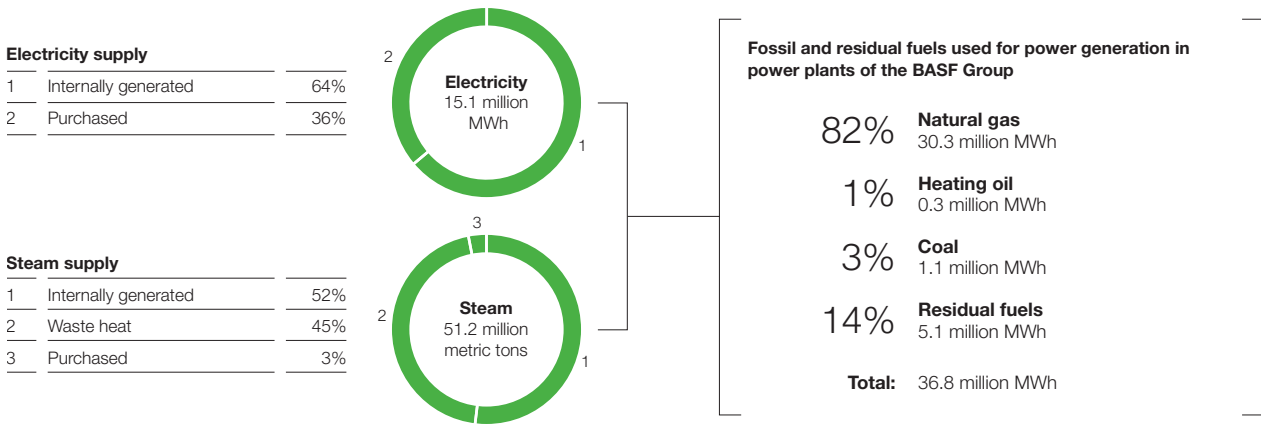 Electricity supply
1 Internally generated 64%
2 Purchased 36%
2
Electricity
15.1 million
MWh
1
Steam supply
1 Internally generated 52%
2 Waste heat 45%
3 Purchased 3%
3
2
Steam
51.2 million
metric tons
1
Fossil and residual fuels used for power generation in
power plants of the BASF Group
82% Natural gas
30.3 million MWh
1% Heating oil
0.3 million MWh
3% Coal
1.1 million MWh
14% Residual fuels
5.1 million MWh
Total: 36.8 million MWh